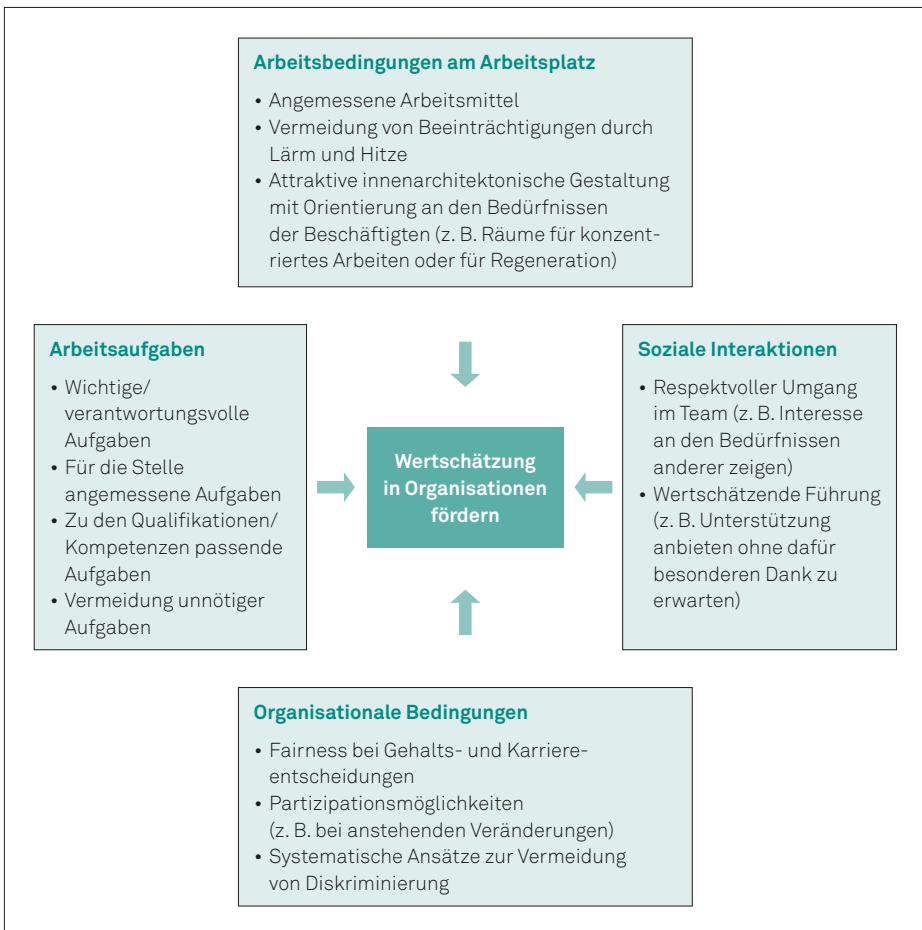 Arbeitsbedingungen am Arbeitsplatz
• Angemessene Arbeitsmittel
• Vermeidung von Beeinträchtigungen durch
Lärm und Hitze
• Attraktive innenarchitektonische Gestaltung
mit Orientierung an den Bedürfnissen
der Beschäftigten (z. B. Räume für konzent-
riertes Arbeiten oder für Regeneration)
Arbeitsaufgaben
• Wichtige/
verantwortungsvolle
Aufgaben
• Für die Stelle
angemessene Aufgaben
• Zu den Qualifikationen/
Kompetenzen passende
Aufgaben
• Vermeidung unnötiger
Aufgaben
Wertschätzung
in Organisationen
fördern
Soziale Interaktionen
• Respektvoller Umgang
im Team (z. B. Interesse
an den Bedürfnissen
anderer zeigen)
• Wertschätzende Führung
(z. B. Unterstützung
anbieten ohne dafür
besonderen Dank zu
erwarten)
Organisationale Bedingungen
• Fairness bei Gehalts- und Karriere-
entscheidungen
• Partizipationsmöglichkeiten
(z. B. bei anstehenden Veränderungen)
• Systematische Ansätze zur Vermeidung
von Diskriminierung